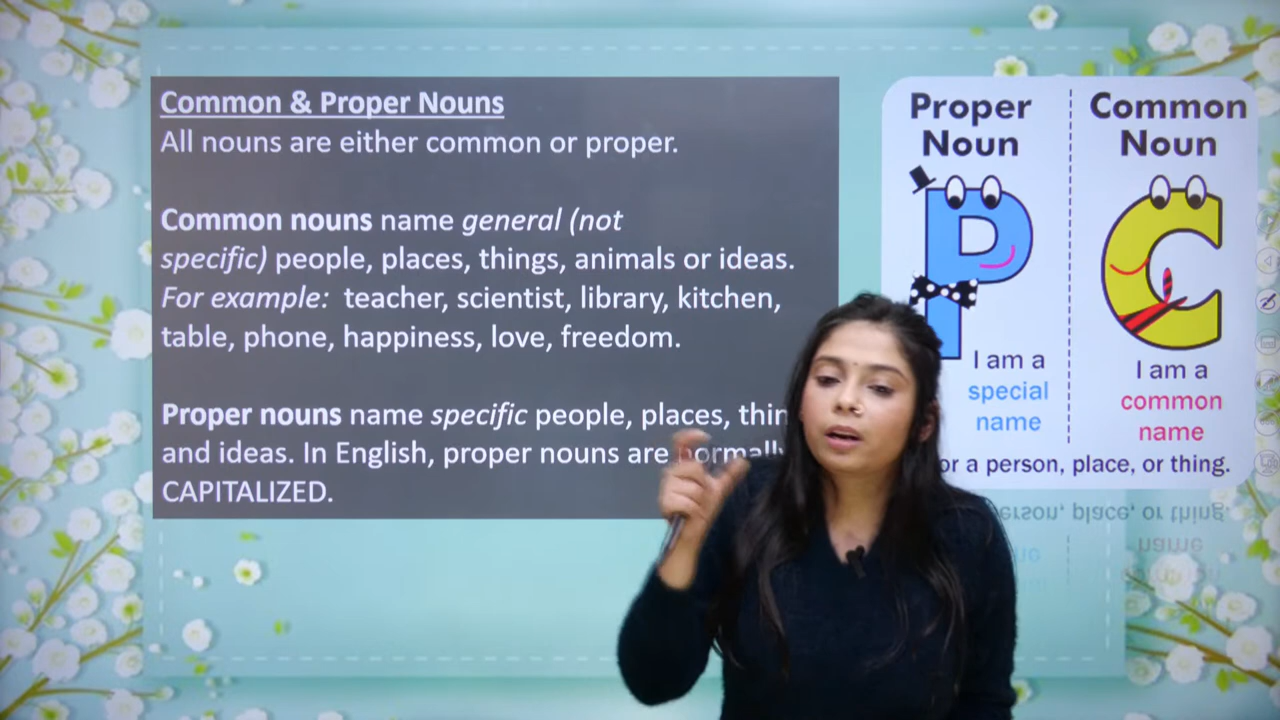 Common & Proper Nouns
All nouns are either common or proper.
Common nouns name general (not
specific) people, places, things, animals or ideas.
For example: teacher, scientist, library, kitchen,
table, phone, happiness, love, freedom.
Proper nouns name specific people, places, thin
and ideas. In English, proper nouns are normally
CAPITALIZED.
Proper
Noun
I am a
special
name
Common
Noun
I am a
common
name
or a person, place, or thing.